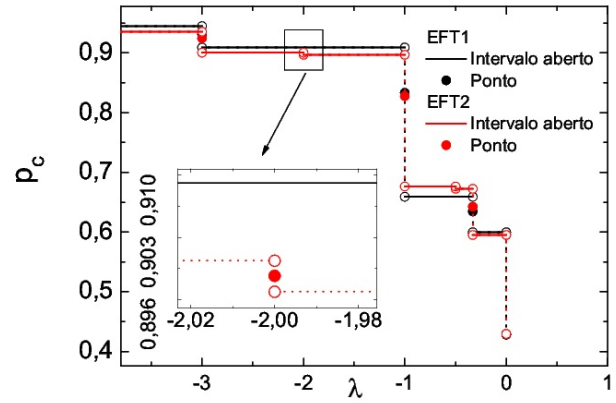 EFT1
Intervalo aberto
Ponto
EFT2
Intervalo aberto
Ponto
p_c
0,9
0,8
0,7
0,6
0,5
0,4
0,910
0,903
0,896
-2,02
-2,00
-1,98
-3
-2
-1
0
1
λ